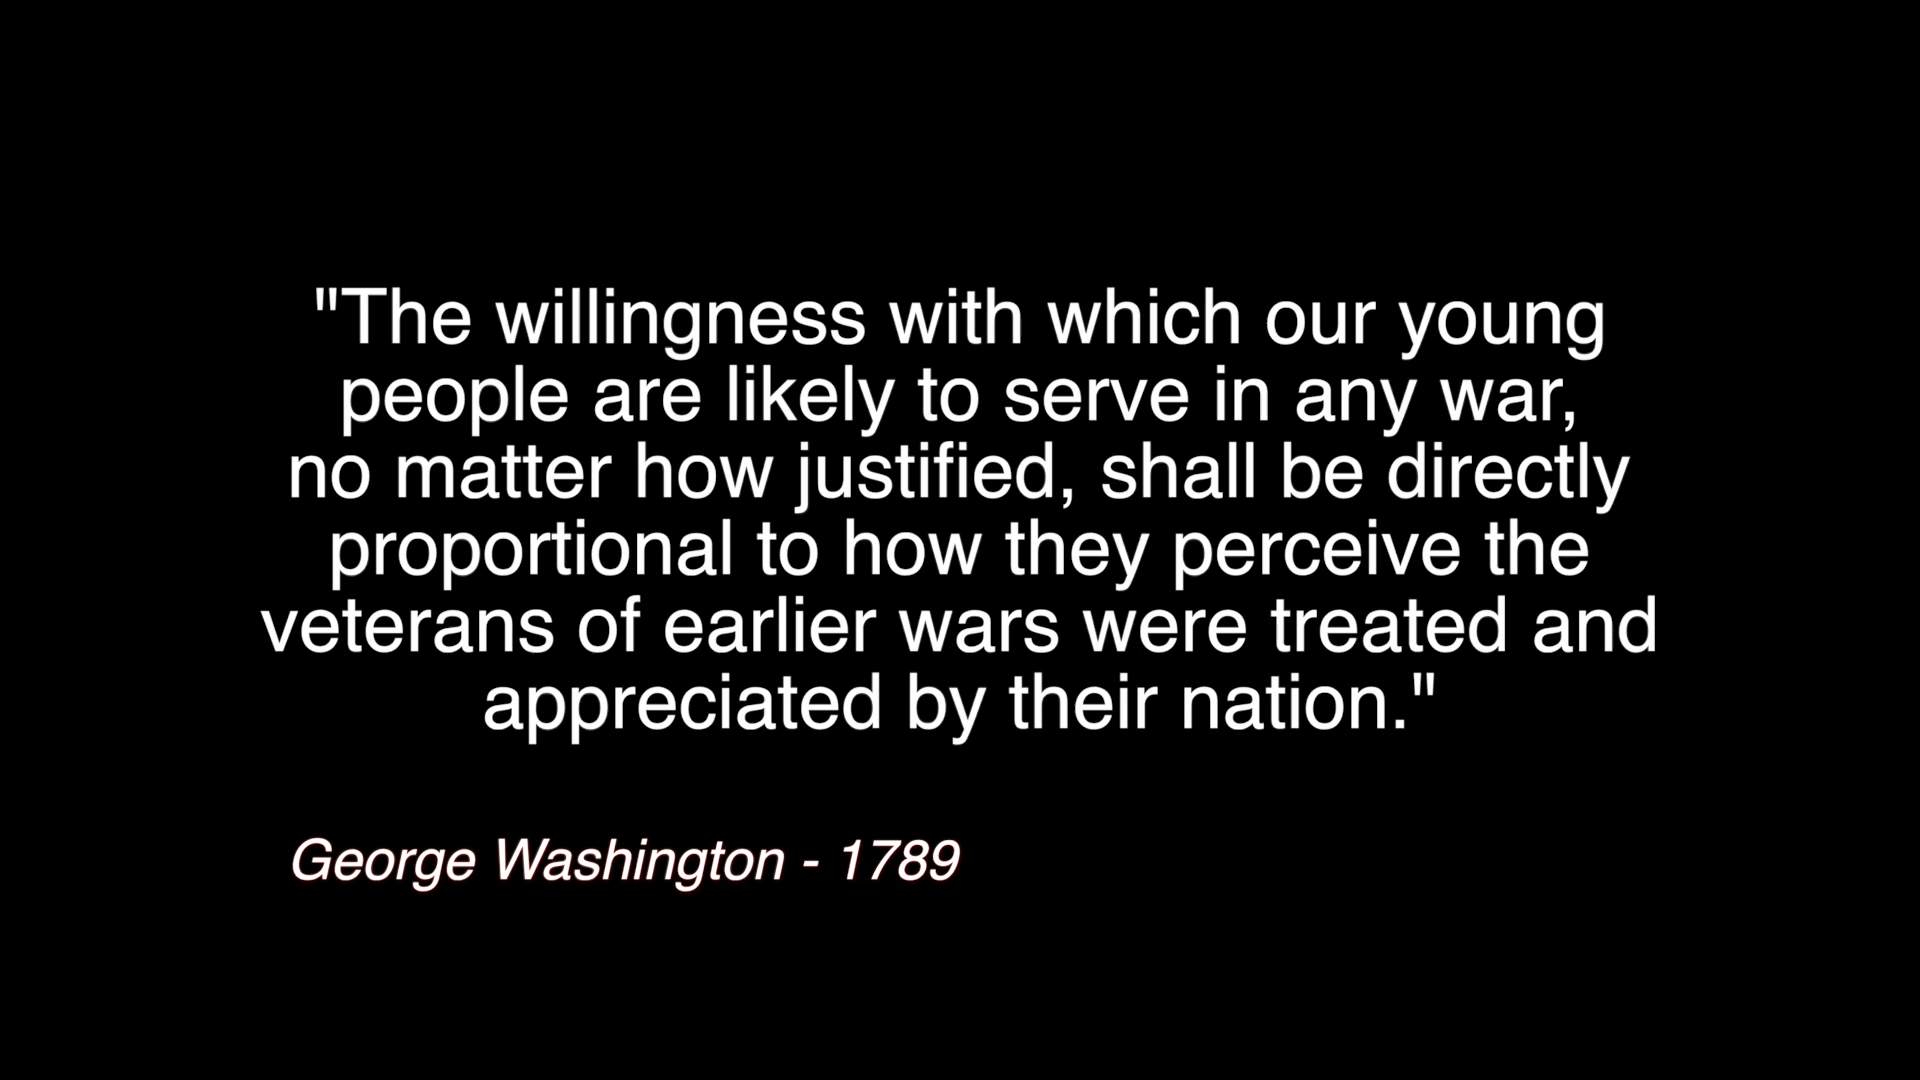 "The willingness with which our young
people are likely to serve in any war,
no matter how justified, shall be directly
proportional to how they perceive the
veterans of earlier wars were treated and
appreciated by their nation."
George Washington - 1789